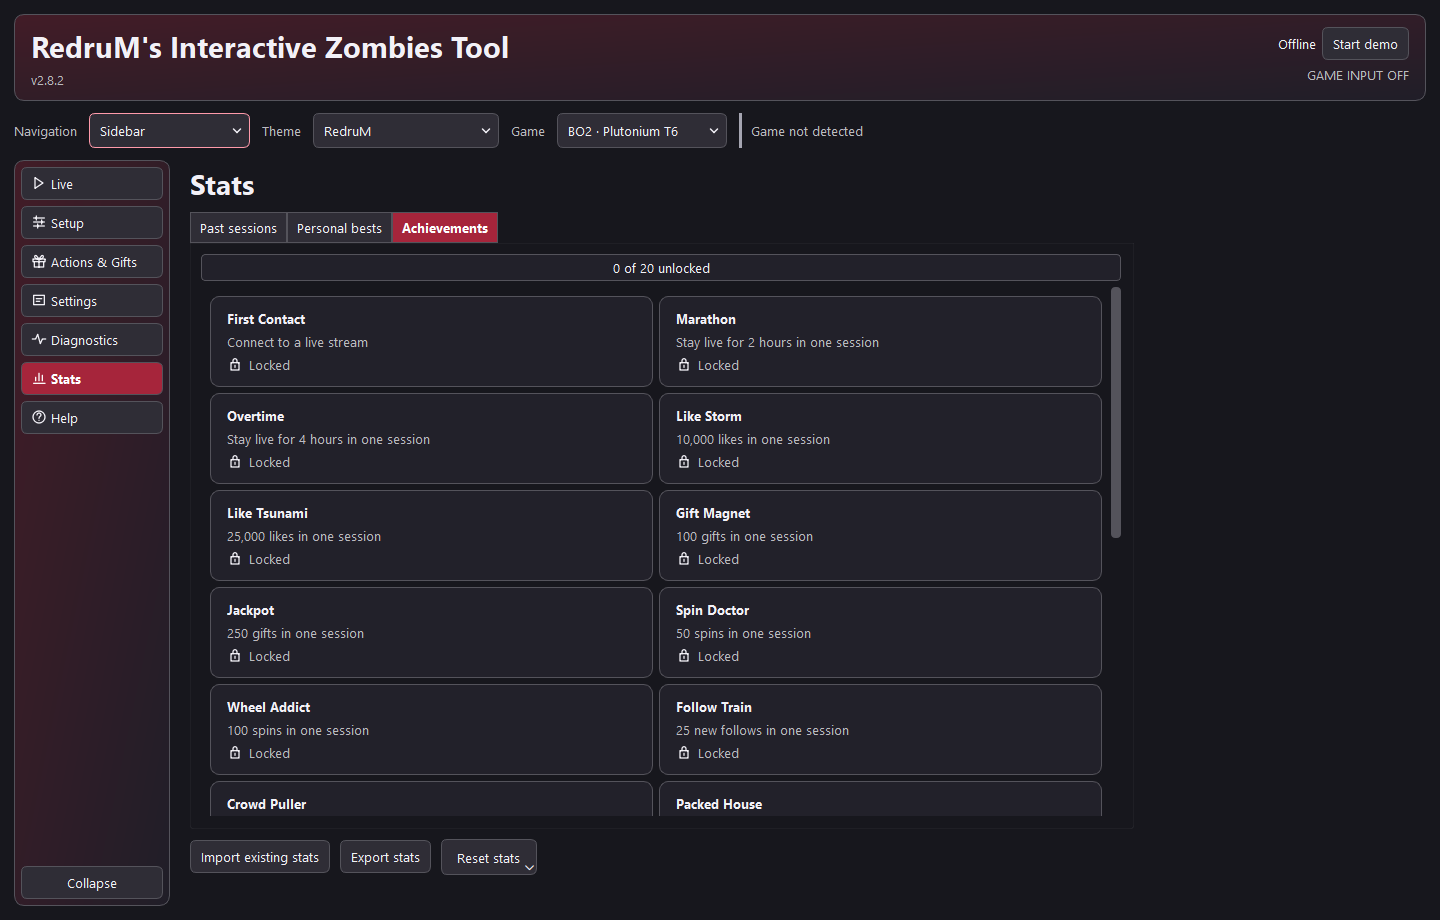 RedruM's Interactive Zombies Tool
v2.8.2
Offline
Start demo
GAME INPUT OFF
Navigation
Sidebar
Theme
RedruM
Game
BO2 · Plutonium T6
Game not detected
Live
Setup
Actions & Gifts
Settings
Diagnostics
Stats
Help
Collapse
Stats
Past sessions
Personal bests
Achievements
0 of 20 unlocked
First Contact
Connect to a live stream
Locked
Marathon
Stay live for 2 hours in one session
Locked
Overtime
Stay live for 4 hours in one session
Locked
Like Storm
10,000 likes in one session
Locked
Like Tsunami
25,000 likes in one session
Locked
Gift Magnet
100 gifts in one session
Locked
Jackpot
250 gifts in one session
Locked
Spin Doctor
50 spins in one session
Locked
Wheel Addict
100 spins in one session
Locked
Follow Train
25 new follows in one session
Locked
Crowd Puller
Packed House
Import existing stats
Export stats
Reset stats